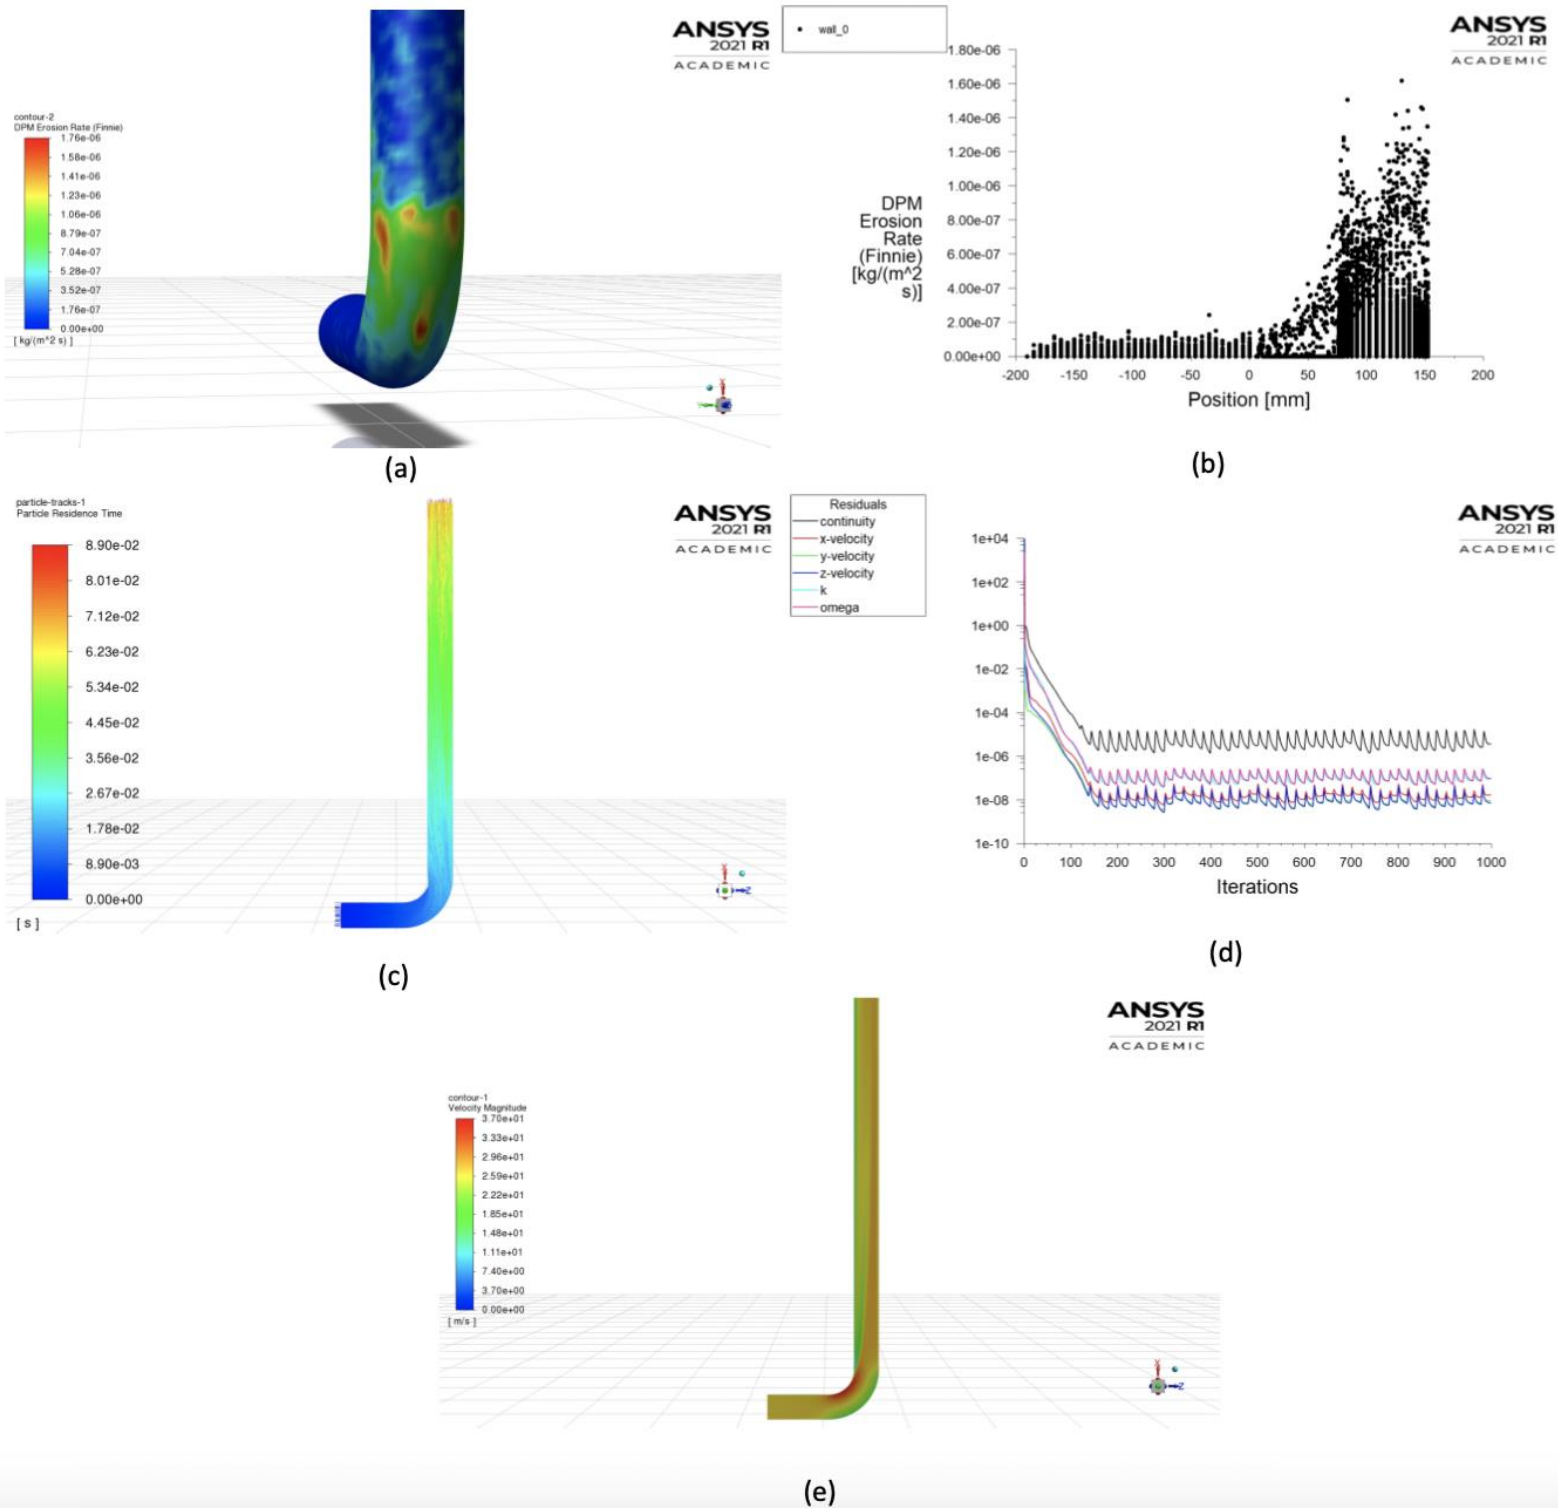 ANSYS
2021 R1
ACADEMIC
contour-2
DPM Erosion Rate (Finnie)
1.76e-06
1.58e-06
1.41e-06
1.23e-06
1.06e-06
8.79e-07
7.04e-07
5.28e-07
3.52e-07
1.76e-07
0.00e+00
[ kg/(m^2 s) ]
X
Y
(a)
wall_0
ANSYS
2021 R1
ACADEMIC
1.80e-06
1.60e-06
1.40e-06
1.20e-06
1.00e-06
8.00e-07
6.00e-07
4.00e-07
2.00e-07
0.00e+00
DPM
Erosion
Rate
(Finnie)
[kg/(m^2
s)]
-200 -150 -100 -50 0 50 100 150 200
Position [mm]
(b)
particle-tracks-1
Particle Residence Time
8.90e-02
8.01e-02
7.12e-02
6.23e-02
5.34e-02
4.45e-02
3.56e-02
2.67e-02
1.78e-02
8.90e-03
0.00e+00
[ s ]
ANSYS
2021 R1
ACADEMIC
X
Z
(c)
Residuals
continuity
x-velocity
y-velocity
z-velocity
k
omega
ANSYS
2021 R1
ACADEMIC
1e+04
1e+02
1e+00
1e-02
1e-04
1e-06
1e-08
1e-10
0 100 200 300 400 500 600 700 800 900 1000
Iterations
(d)
ANSYS
2021 R1
ACADEMIC
contour-1
Velocity Magnitude
3.70e+01
3.33e+01
2.96e+01
2.59e+01
2.22e+01
1.85e+01
1.48e+01
1.11e+01
7.40e+00
3.70e+00
0.00e+00
[ m/s ]
X
Z
(e)